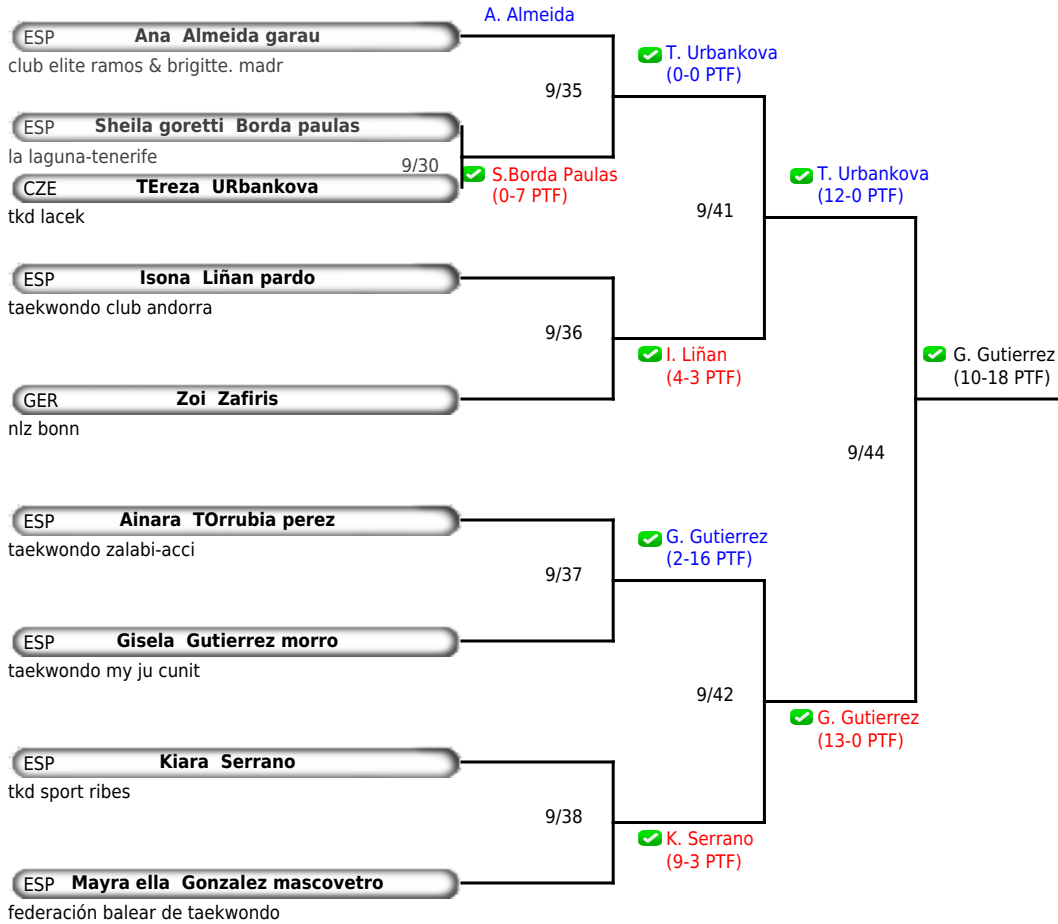 A. Almeida
ESP Ana Almeida garau
club elite ramos & brigitte. madr
T. Urbankova
(0-0 PTF)
9/35
ESP Sheila goretti Borda paulas
la laguna-tenerife
9/30
S.Borda Paulas
(0-7 PTF)
CZE TEreza URbankova
tkd lacek
T. Urbankova
(12-0 PTF)
9/41
ESP Isona Liñan pardo
taekwondo club andorra
9/36
I. Liñan
(4-3 PTF)
G. Gutierrez
(10-18 PTF)
GER Zoi Zafiris
nlz bonn
9/44
ESP Ainara TOrrubia perez
taekwondo zalabi-acci
G. Gutierrez
(2-16 PTF)
9/37
ESP Gisela Gutierrez morro
taekwondo my ju cunit
9/42
G. Gutierrez
(13-0 PTF)
ESP Kiara Serrano
tkd sport ribes
9/38
K. Serrano
(9-3 PTF)
ESP Mayra ella Gonzalez mascovetro
federación balear de taekwondo